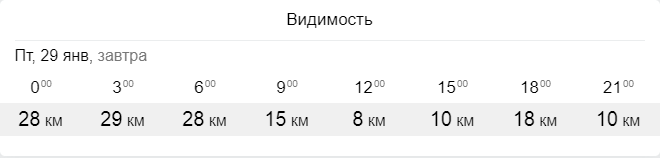 Видимость
Пт, 29 янв, завтра
0⁰⁰ 3⁰⁰ 6⁰⁰ 9⁰⁰ 12⁰⁰ 15⁰⁰ 18⁰⁰ 21⁰⁰
28 км 29 км 28 км 15 км 8 км 10 км 18 км 10 км